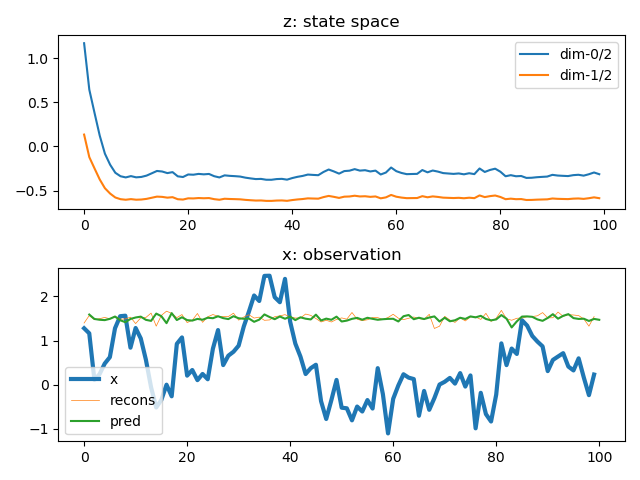 z: state space
1.0
0.5
0.0
−0.5
dim-0/2
dim-1/2
0 20 40 60 80 100
x: observation
2
1
0
−1
x
recons
pred
0 20 40 60 80 100